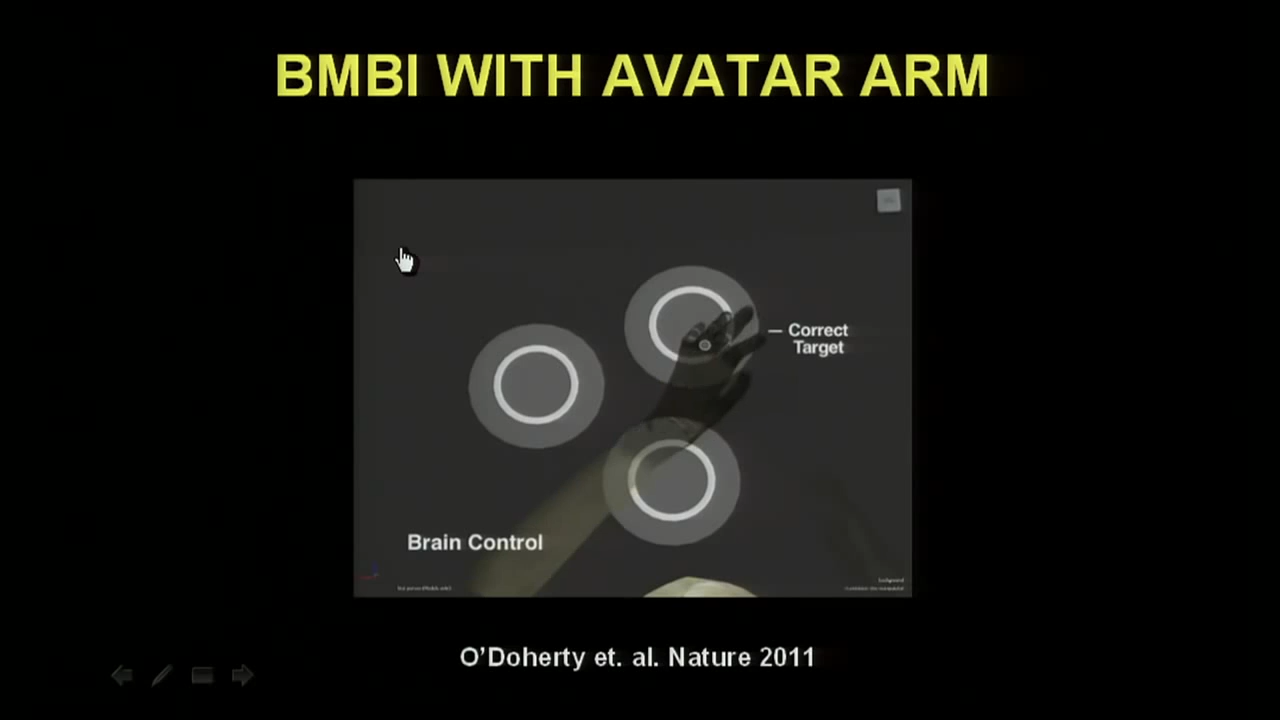 BMBI WITH AVATAR ARM
Correct
Target
Brain Control
O'Doherty et. al. Nature 2011